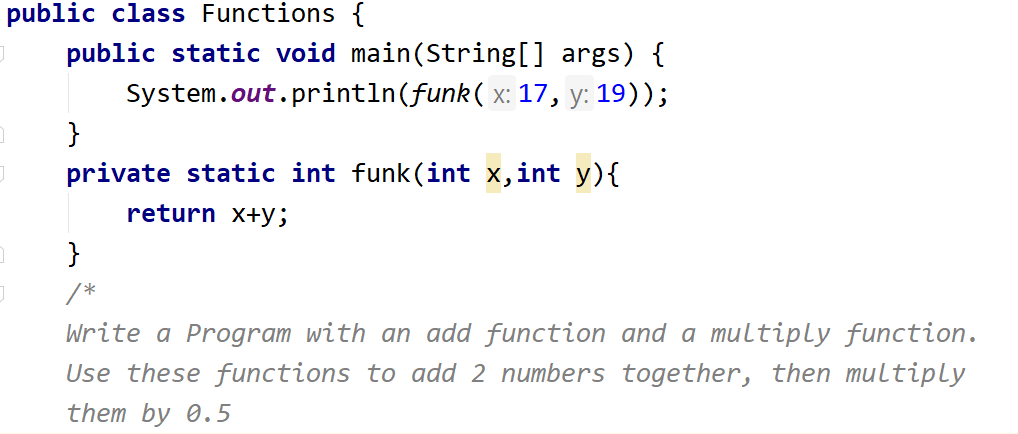 public class Functions {
public static void main(String[] args) {
System.out.println(funk( x: 17, y: 19));
}
private static int funk(int x,int y){
return x+y;
}
/*
Write a Program with an add function and a multiply function.
Use these functions to add 2 numbers together, then multiply
them by 0.5